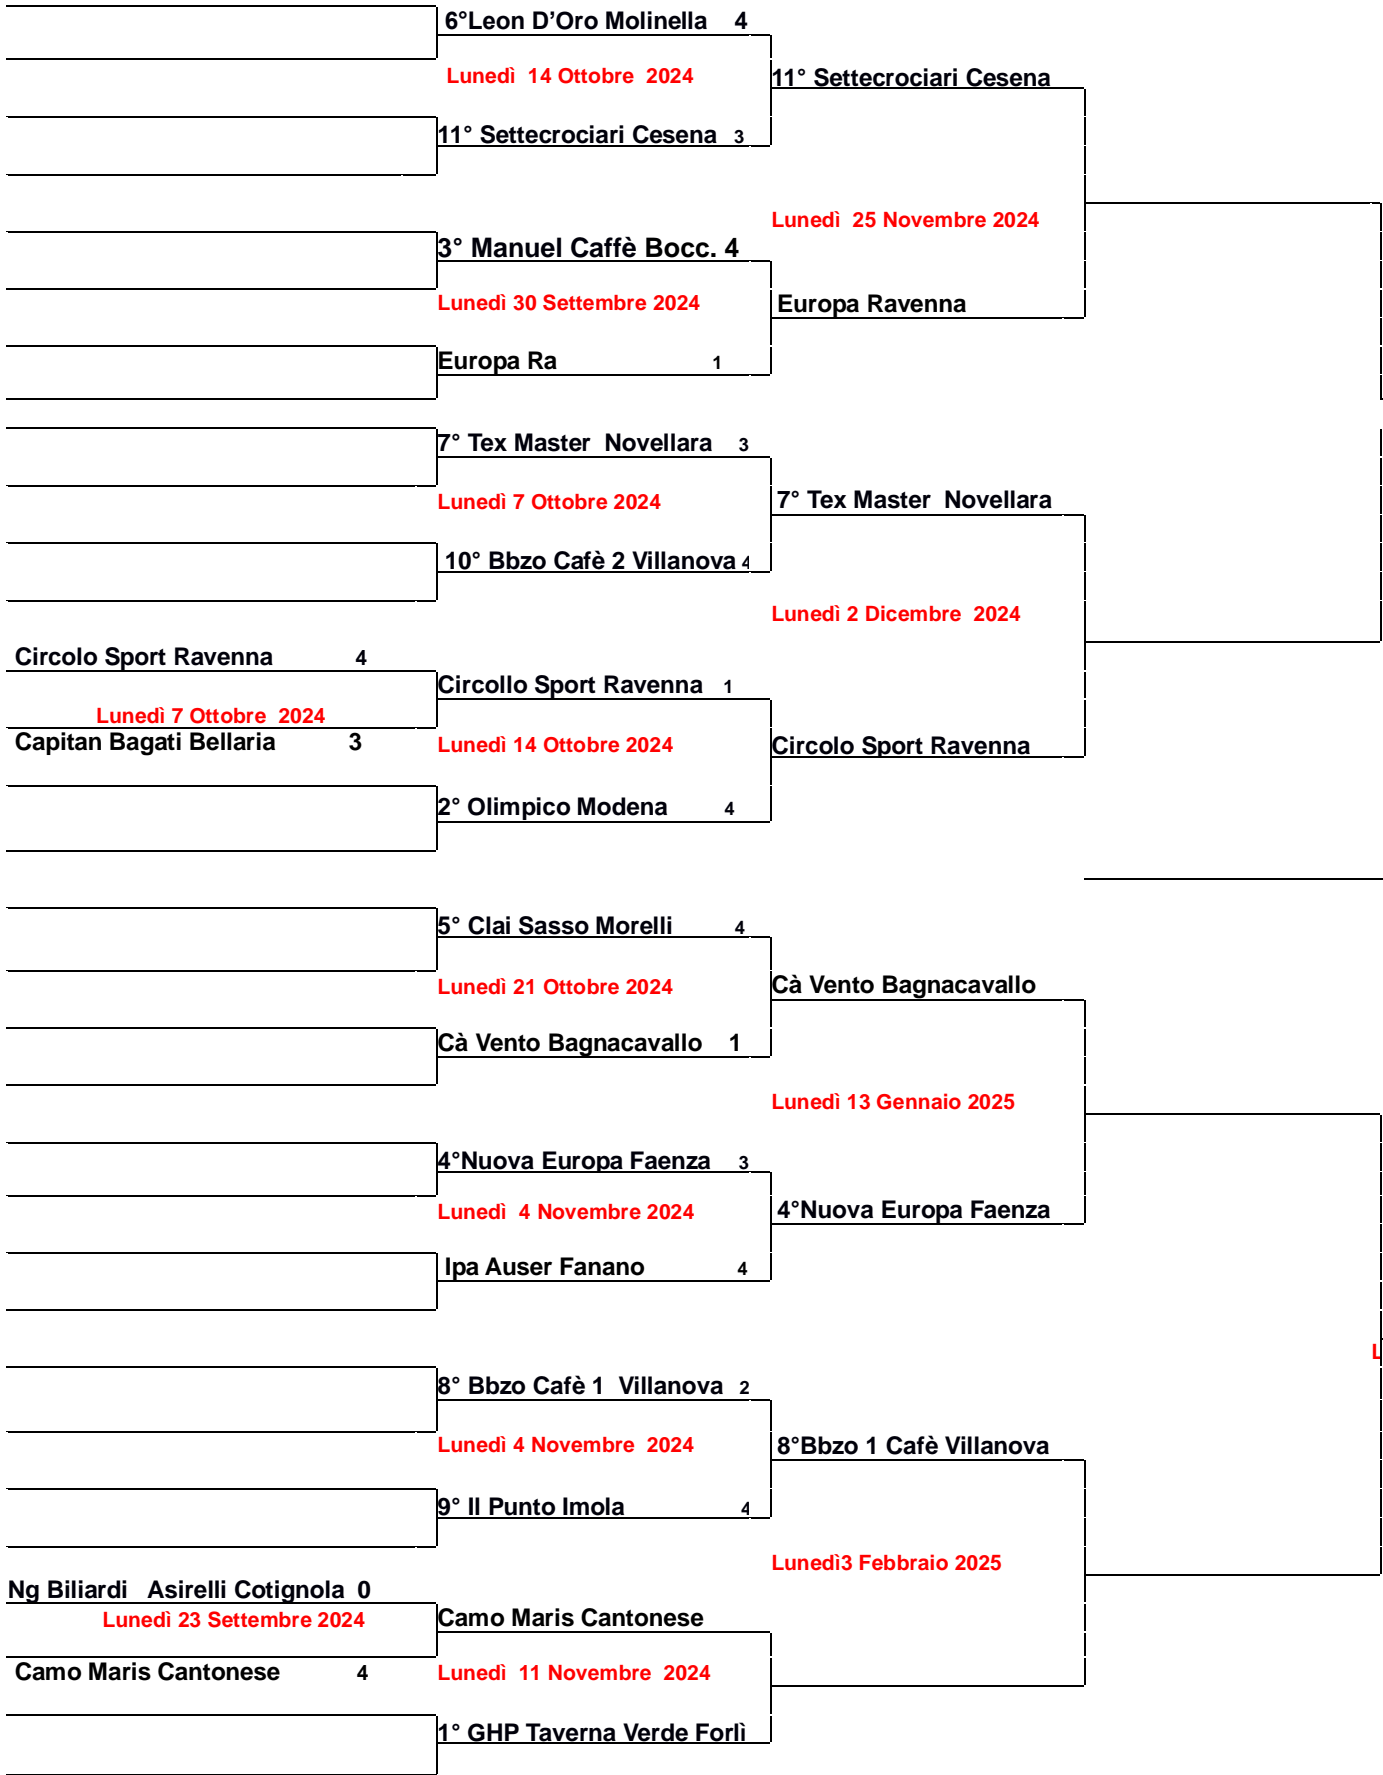 6°Leon D’Oro Molinella 4
Lunedì 14 Ottobre 2024
11° Settecrociari Cesena
11° Settecrociari Cesena 3
Lunedì 25 Novembre 2024
3° Manuel Caffè Bocc. 4
Lunedì 30 Settembre 2024
Europa Ravenna
Europa Ra 1
7° Tex Master Novellara 3
Lunedì 7 Ottobre 2024
7° Tex Master Novellara
10° Bbzo Cafè 2 Villanova 4
Lunedì 2 Dicembre 2024
Circolo Sport Ravenna 4
Circollo Sport Ravenna 1
Lunedì 7 Ottobre 2024
Capitan Bagati Bellaria 3
Lunedì 14 Ottobre 2024
Circolo Sport Ravenna
2° Olimpico Modena 4
5° Clai Sasso Morelli 4
Lunedì 21 Ottobre 2024
Cà Vento Bagnacavallo
Cà Vento Bagnacavallo 1
Lunedì 13 Gennaio 2025
4°Nuova Europa Faenza 3
Lunedì 4 Novembre 2024
4°Nuova Europa Faenza
Ipa Auser Fanano 4
L
8° Bbzo Cafè 1 Villanova 2
Lunedì 4 Novembre 2024
8°Bbzo 1 Cafè Villanova
9° Il Punto Imola 4
Lunedì3 Febbraio 2025
Ng Biliardi Asirelli Cotignola 0
Lunedì 23 Settembre 2024
Camo Maris Cantonese
Camo Maris Cantonese 4
Lunedì 11 Novembre 2024
1° GHP Taverna Verde Forlì